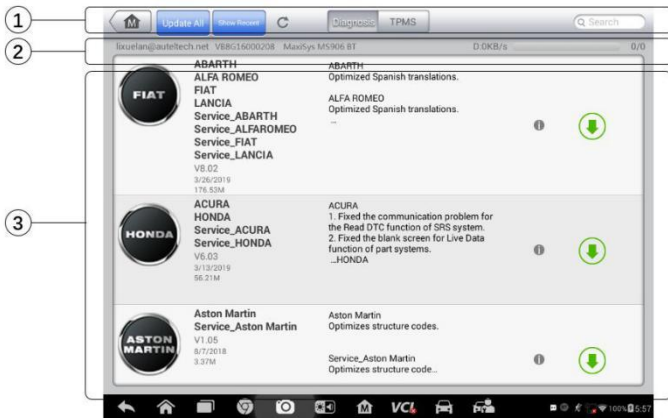 1
Update All Show Recent Diagnosis TPMS Search
2
lixuelan@auteltech.net VBBG16000208 MaxiSys MS906 BT D.0KB/s 0/0
3
FIAT
ABARTH
ALFA ROMEO
FIAT
LANCIA
Service_ABARTH
Service_ALFAROMEO
Service_FIAT
Service_LANCIA
V8.02
3/26/2019
176.53M
ABARTH
Optimized Spanish translations.
ALFA ROMEO
Optimized Spanish translations.
...
HONDA
ACURA
HONDA
Service_ACURA
Service_HONDA
V6.03
3/13/2019
56.21M
ACURA
1. Fixed the communication problem for
the Read DTC function of SRS system.
2. Fixed the blank screen for Live Data
function of part systems.
...HONDA
ASTON
MARTIN
Aston Martin
Service_Aston Martin
V1.05
8/7/2018
3.37M
Aston Martin
Optimizes structure codes.
Service_Aston Martin
Optimizes structure code...
M VCI 100% 5:57